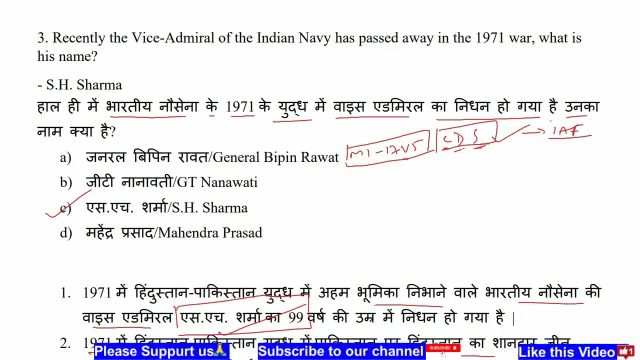 3. Recently the Vice-Admiral of the Indian Navy has passed away in the 1971 war, what is
his name?
- S.H. Sharma
हाल ही में भारतीय नौसेना के 1971 के युद्ध में वाइस एडमिरल का निधन हो गया है उनका
नाम क्या है?
a) जनरल बिपिन रावत/General Bipin Rawat
MI-17V5 CDS → IAF
b) जीटी नानावती/GT Nanawati
c) एस.एच. शर्मा/S.H. Sharma
d) महेंद्र प्रसाद/Mahendra Prasad
1. 1971 में हिंदुस्तान-पाकिस्तान युद्ध में अहम भूमिका निभाने वाले भारतीय नौसेना की
वाइस एडमिरल एस.एच. शर्मा का 99 वर्ष की उम्र में निधन हो गया है|
2. 1971 में हिंदुस्तान-पाकिस्तान युद्ध में पाकिस्तान पर हिंदुस्तान का शानदार जीत
Please Suppurt us Subscribe to our channel Like this Video